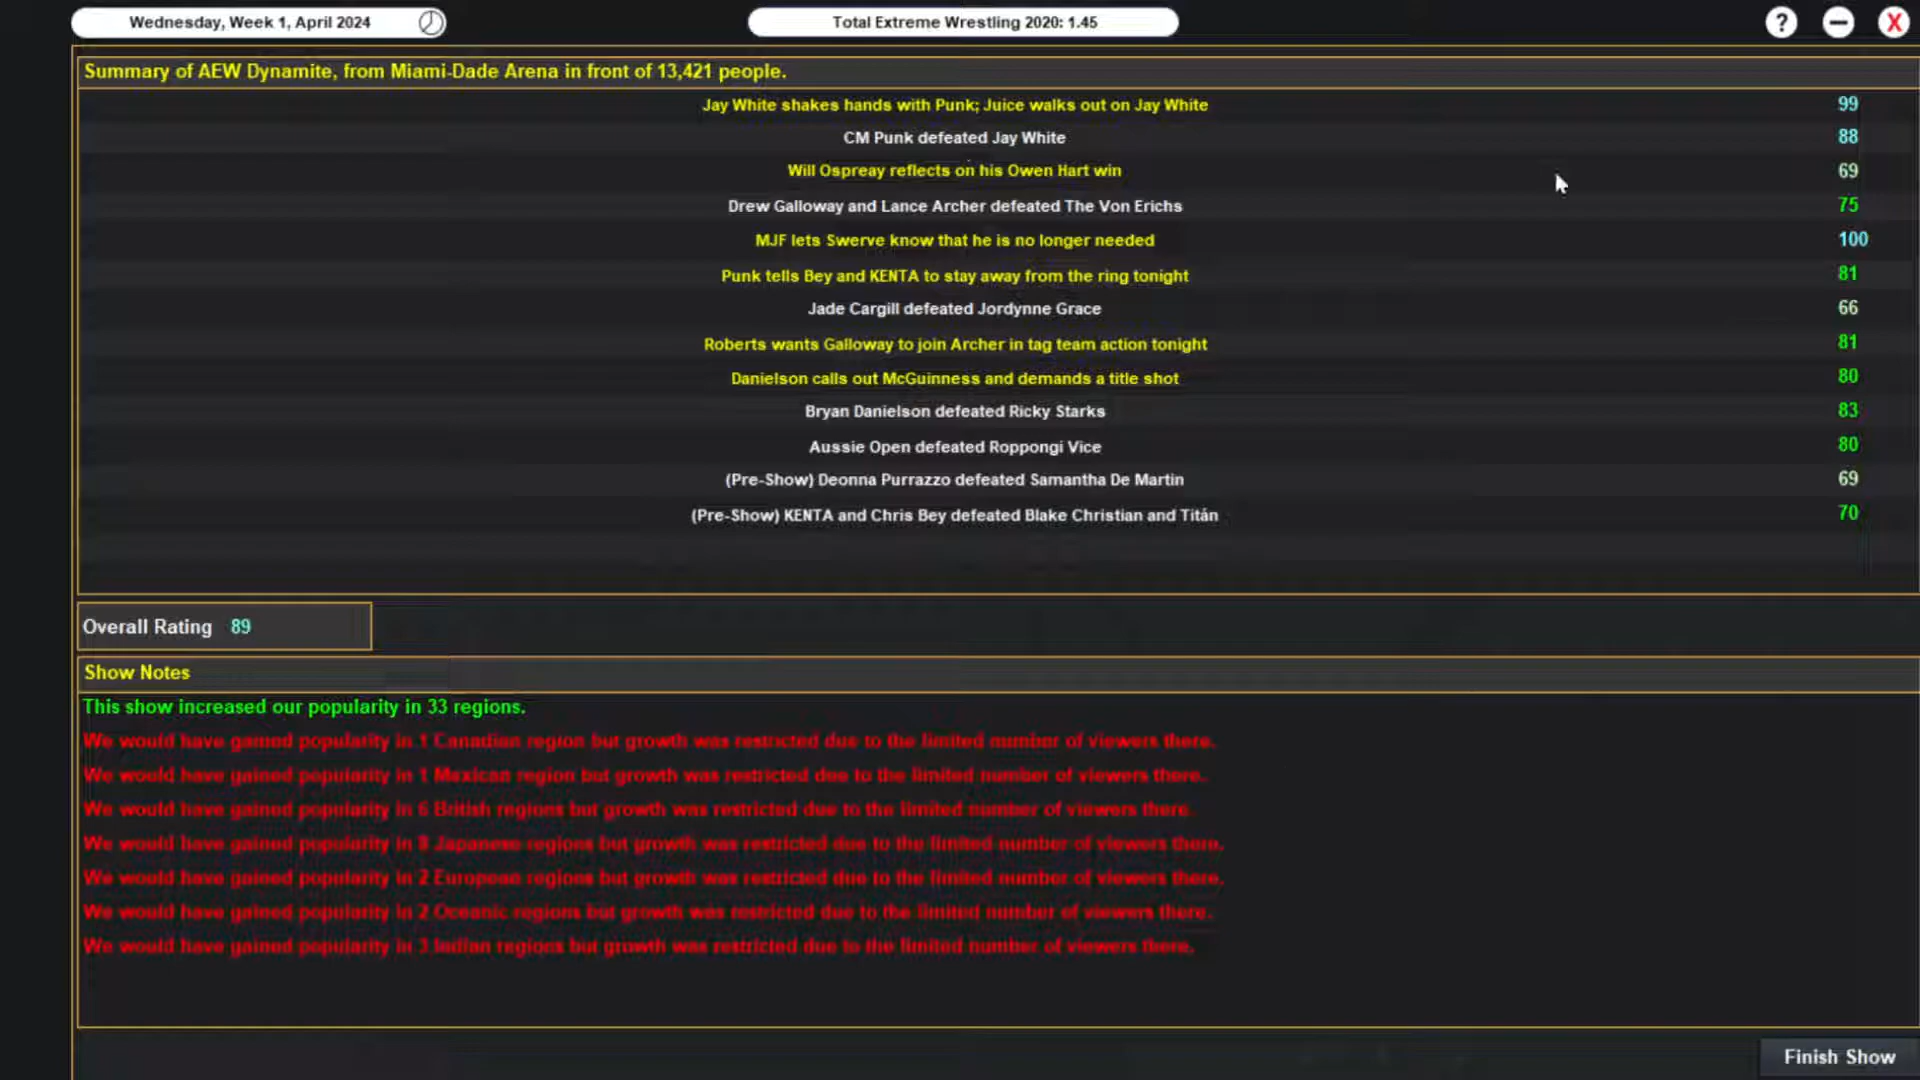 Wednesday, Week 1, April 2024
Total Extreme Wrestling 2020: 1.45
?
X
Summary of AEW Dynamite, from Miami-Dade Arena in front of 13,421 people.
Jay White shakes hands with Punk; Juice walks out on Jay White 99
CM Punk defeated Jay White 88
Will Ospreay reflects on his Owen Hart win 69
Drew Galloway and Lance Archer defeated The Von Erichs 75
MJF lets Swerve know that he is no longer needed 100
Punk tells Bey and KENTA to stay away from the ring tonight 81
Jade Cargill defeated Jordynne Grace 66
Roberts wants Galloway to join Archer in tag team action tonight 81
Danielson calls out McGuinness and demands a title shot 80
Bryan Danielson defeated Ricky Starks 83
Aussie Open defeated Roppongi Vice 80
(Pre-Show) Deonna Purrazzo defeated Samantha De Martin 69
(Pre-Show) KENTA and Chris Bey defeated Blake Christian and Titán 70
Overall Rating 89
Show Notes
This show increased our popularity in 33 regions.
We would have gained popularity in 1 Canadian region but growth was restricted due to the limited number of viewers there.
We would have gained popularity in 1 Mexican region but growth was restricted due to the limited number of viewers there.
We would have gained popularity in 6 British regions but growth was restricted due to the limited number of viewers there.
We would have gained popularity in 8 Japanese regions but growth was restricted due to the limited number of viewers there.
We would have gained popularity in 2 European regions but growth was restricted due to the limited number of viewers there.
We would have gained popularity in 2 Oceanic regions but growth was restricted due to the limited number of viewers there.
We would have gained popularity in 3 Indian regions but growth was restricted due to the limited number of viewers there.
Finish Show